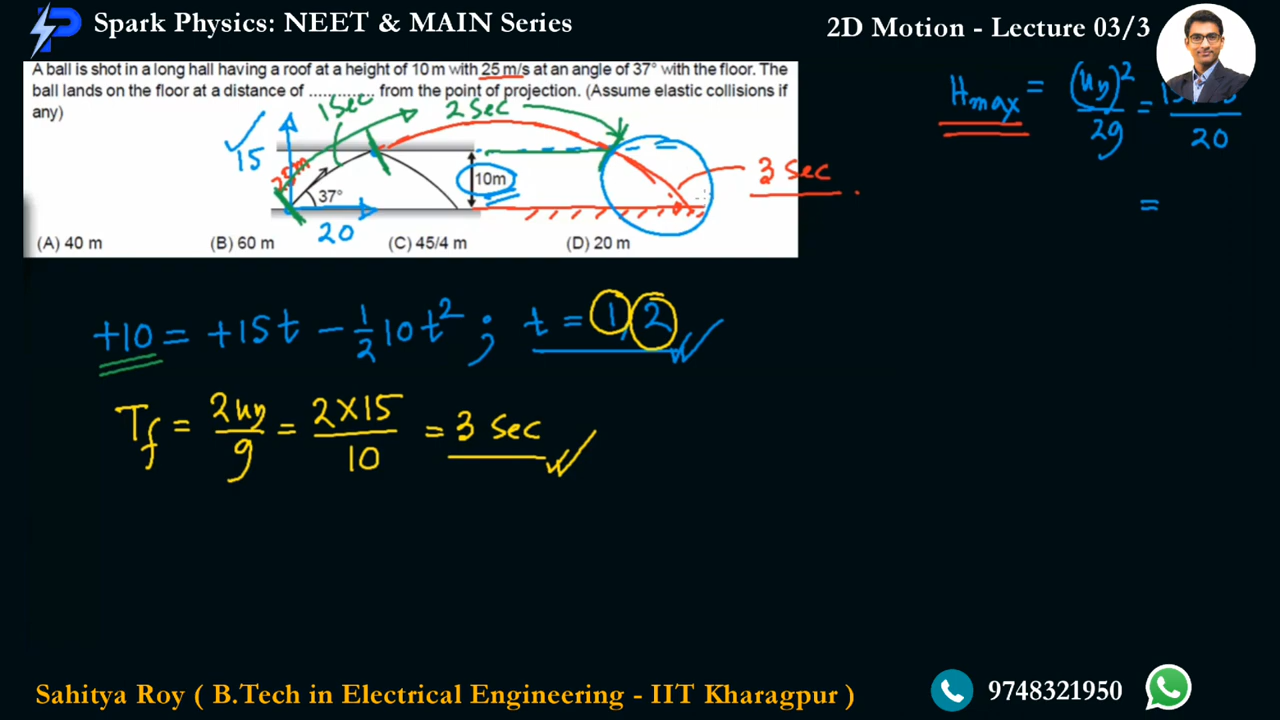 Spark Physics: NEET & MAIN Series
2D Motion - Lecture 03/3
A ball is shot in a long hall having a roof at a height of 10 m with 25 m/s at an angle of 37° with the floor. The
ball lands on the floor at a distance of ............. from the point of projection. (Assume elastic collisions if
any)
1 Sec
2 Sec
15
25m
37°
20
10m
3 Sec
(A) 40 m (B) 60 m (C) 45/4 m (D) 20 m
Hmax = (uy)² / 2g = / 20
=
+10 = +15t - 1/2 10t² ; t = 1, 2
Tf = 2uy / g = 2×15 / 10 = 3 Sec
Sahitya Roy ( B.Tech in Electrical Engineering - IIT Kharagpur )
9748321950